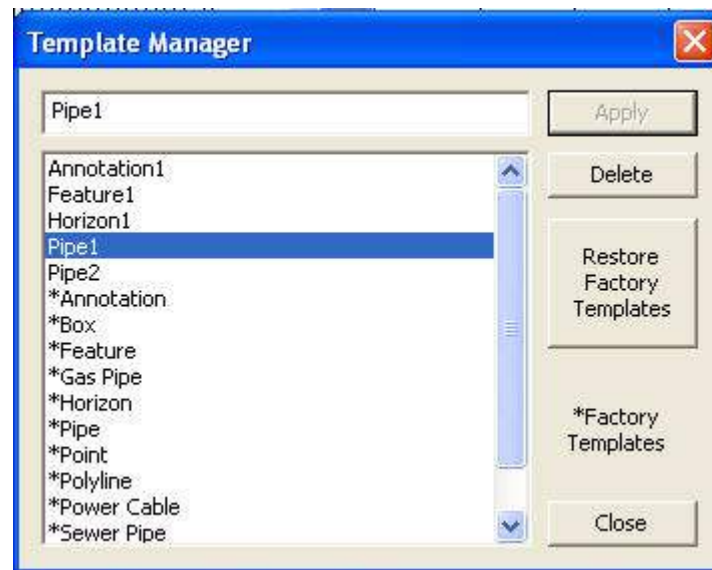 Template Manager
Pipe1
Apply
Annotation1
Feature1
Horizon1
Pipe1
Pipe2
*Annotation
*Box
*Feature
*Gas Pipe
*Horizon
*Pipe
*Point
*Polyline
*Power Cable
*Sewer Pipe
Delete
Restore
Factory
Templates
*Factory
Templates
Close